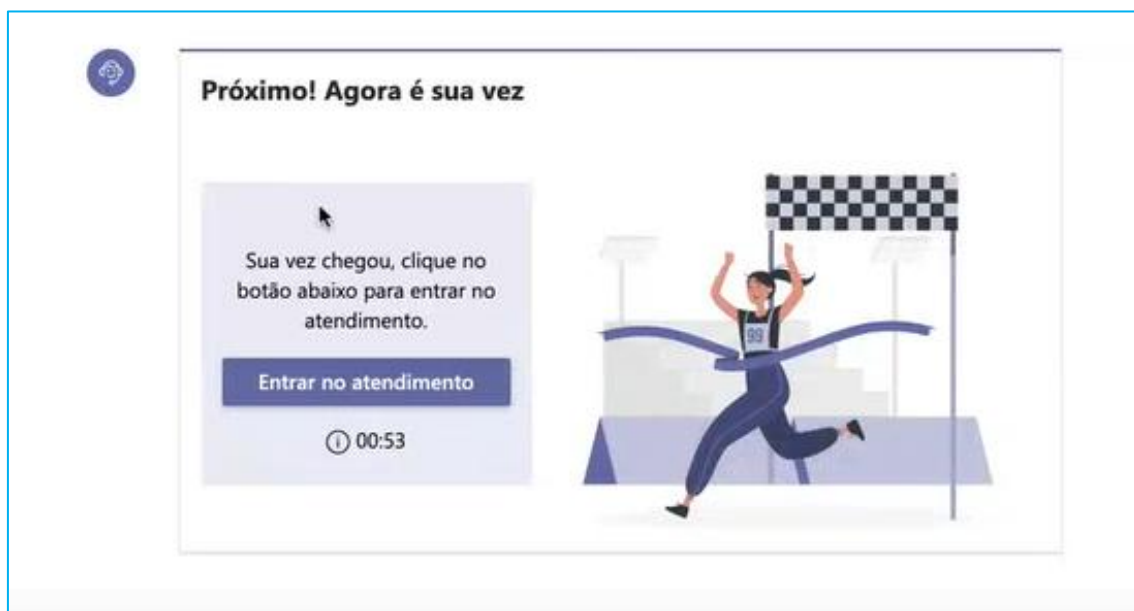 Próximo! Agora é sua vez
Sua vez chegou, clique no
botão abaixo para entrar no
atendimento.
Entrar no atendimento
00:53
99